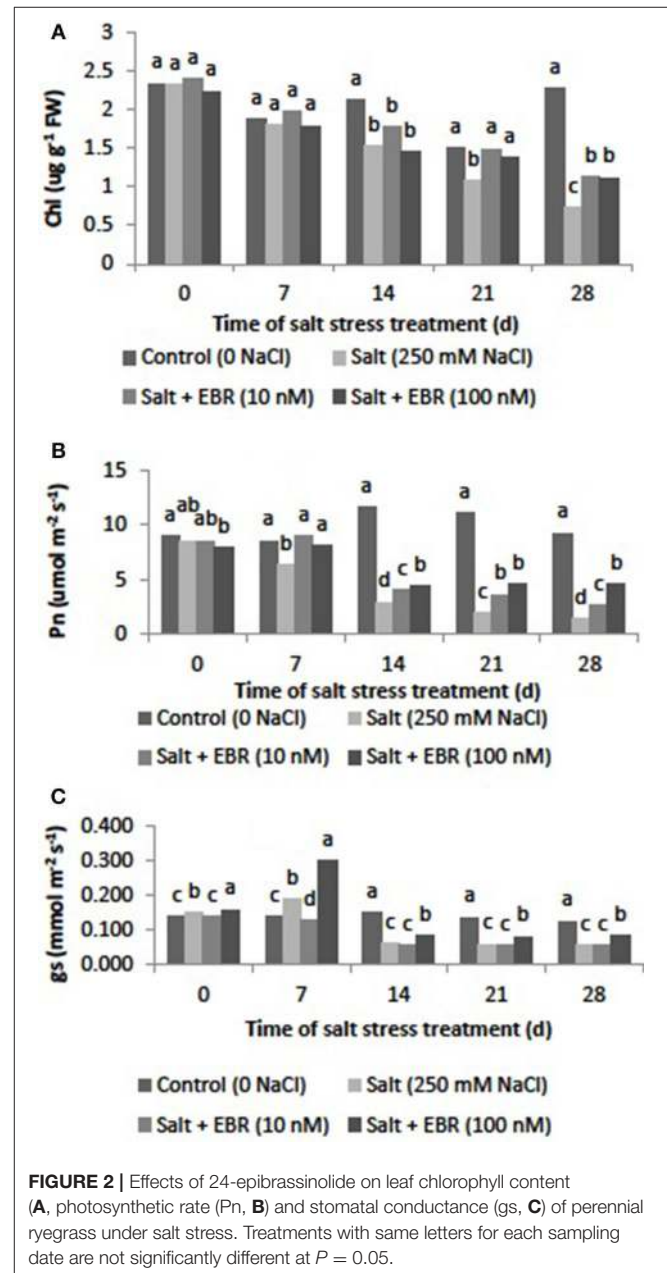 A
Chl (ug g⁻¹ FW)
3
2.5
2
1.5
1
0.5
0
a a a a
a a a a
a b b b
a b a a
a c b b
0 7 14 21 28
Time of salt stress treatment (d)
Control (0 NaCl) Salt (250 mM NaCl)
Salt + EBR (10 nM) Salt + EBR (100 nM)
B
Pn (umol m⁻² s⁻¹)
15
10
5
0
a ab ab b
a b a a
a d c b
a c b b
a d c b
0 7 14 21 28
Time of salt stress treatment (d)
Control (0 NaCl) Salt (250 mM NaCl)
Salt + EBR (10 nM) Salt + EBR (100 nM)
C
gs (mmol m⁻² s⁻¹)
0.400
0.300
0.200
0.100
0.000
c b c a
c b d a
a c c b
a c c b
a c c b
0 7 14 21 28
Time of salt stress treatment (d)
Control (0 NaCl) Salt (250 mM NaCl)
Salt + EBR (10 nM) Salt + EBR (100 nM)
FIGURE 2 | Effects of 24-epibrassinolide on leaf chlorophyll content
(A, photosynthetic rate (Pn, B) and stomatal conductance (gs, C) of perennial
ryegrass under salt stress. Treatments with same letters for each sampling
date are not significantly different at P = 0.05.